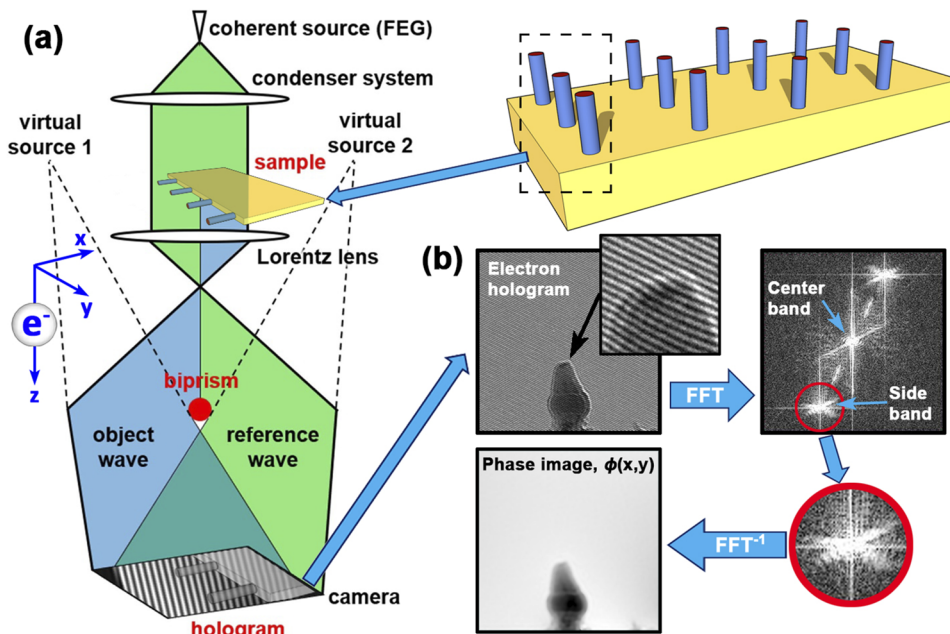 (a)
coherent source (FEG)
condenser system
virtual
source 1
virtual
source 2
sample
Lorentz lens
x
y
e-
z
biprism
object
wave
reference
wave
camera
hologram
(b)
Electron
hologram
FFT
Center
band
Side
band
Phase image, ϕ(x,y)
FFT-1